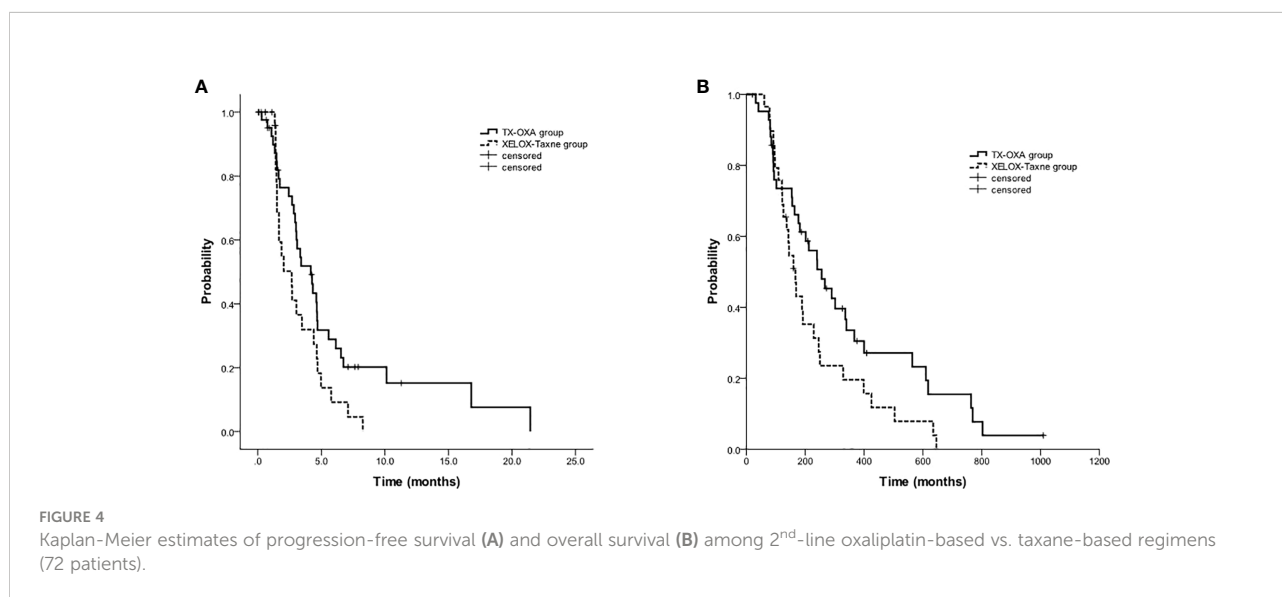 A
1.0
0.8
0.6
0.4
0.2
0.0
Probability
TX-OXA group
XELOX-Taxne group
censored
censored
.0 5.0 10.0 15.0 20.0 25.0
Time (months)
B
1.0
0.8
0.6
0.4
0.2
0.0
Probability
TX-OXA group
XELOX-Taxne group
censored
censored
0 200 400 600 800 1000 1200
Time (months)
FIGURE 4
Kaplan-Meier estimates of progression-free survival (A) and overall survival (B) among 2nd-line oxaliplatin-based vs. taxane-based regimens
(72 patients).